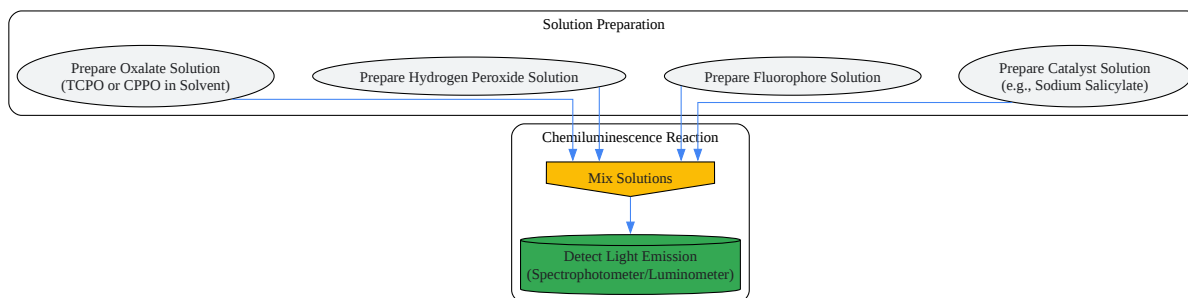 Solution Preparation
Prepare Oxalate Solution
(TCPO or CPPO in Solvent)
Prepare Hydrogen Peroxide Solution
Prepare Fluorophore Solution
Prepare Catalyst Solution
(e.g., Sodium Salicylate)
Chemiluminescence Reaction
Mix Solutions
Detect Light Emission
(Spectrophotometer/Luminometer)